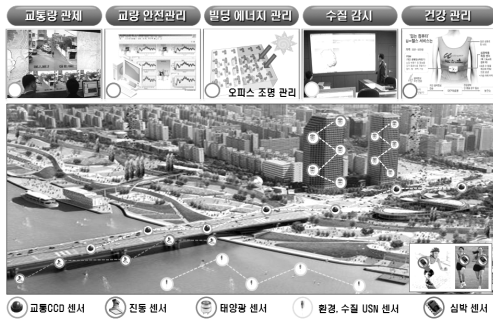 교통량 관제
교량 안전관리
빌딩 에너지 관리
수질 감시
건강 관리
오피스 조명 관리
교통CCD 센서
진동 센서
태양광 센서
환경, 수질 USN 센서
심박 센서